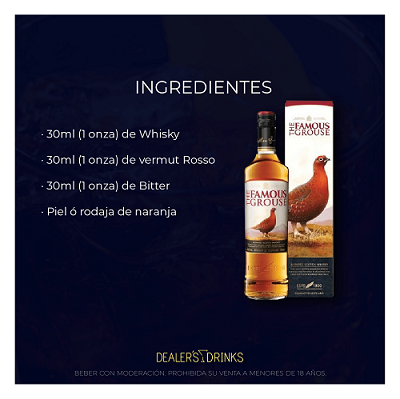 INGREDIENTES
· 30ml (1 onza) de Whisky
· 30ml (1 onza) de vermut Rosso
· 30ml (1 onza) de Bitter
· Piel ó rodaja de naranja
THE FAMOUS GROUSE
THE FAMOUS GROUSE
DEALER'S DRINKS
BEBER CON MODERACIÓN. PROHIBIDA SU VENTA A MENORES DE 18 AÑOS.